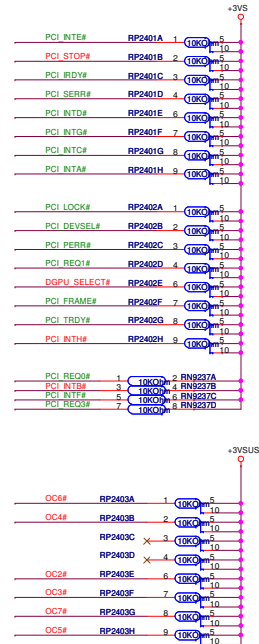 +3VS
PCI_INTE# RP2401A 1 10KOhm 5 10
PCI_STOP# RP2401B 2 10KOhm 5 10
PCI_IRDY# RP2401C 3 10KOhm 5 10
PCI_SERR# RP2401D 4 10KOhm 5 10
PCI_INTD# RP2401E 6 10KOhm 5 10
PCI_INTG# RP2401F 7 10KOhm 5 10
PCI_INTC# RP2401G 8 10KOhm 5 10
PCI_INTA# RP2401H 9 10KOhm 5 10
PCI_LOCK# RP2402A 1 10KOhm 5 10
PCI_DEVSEL# RP2402B 2 10KOhm 5 10
PCI_PERR# RP2402C 3 10KOhm 5 10
PCI_REQ1# RP2402D 4 10KOhm 5 10
DGPU_SELECT# RP2402E 6 10KOhm 5 10
PCI_FRAME# RP2402F 7 10KOhm 5 10
PCI_TRDY# RP2402G 8 10KOhm 5 10
PCI_INTH# RP2402H 9 10KOhm 5 10
PCI_REQ0# 1 10KOhm 2 RN9237A
PCI_INTB# 3 10KOhm 4 RN9237B
PCI_INTF# 5 10KOhm 6 RN9237C
PCI_REQ3# 7 10KOhm 8 RN9237D
+3VSUS
OC6# RP2403A 1 10KOhm 5 10
OC4# RP2403B 2 10KOhm 5 10
RP2403C 3 10KOhm 5 10
RP2403D 4 10KOhm 5 10
OC2# RP2403E 6 10KOhm 5 10
OC3# RP2403F 7 10KOhm 5 10
OC7# RP2403G 8 10KOhm 5 10
OC5# RP2403H 9 10KOhm 5 10